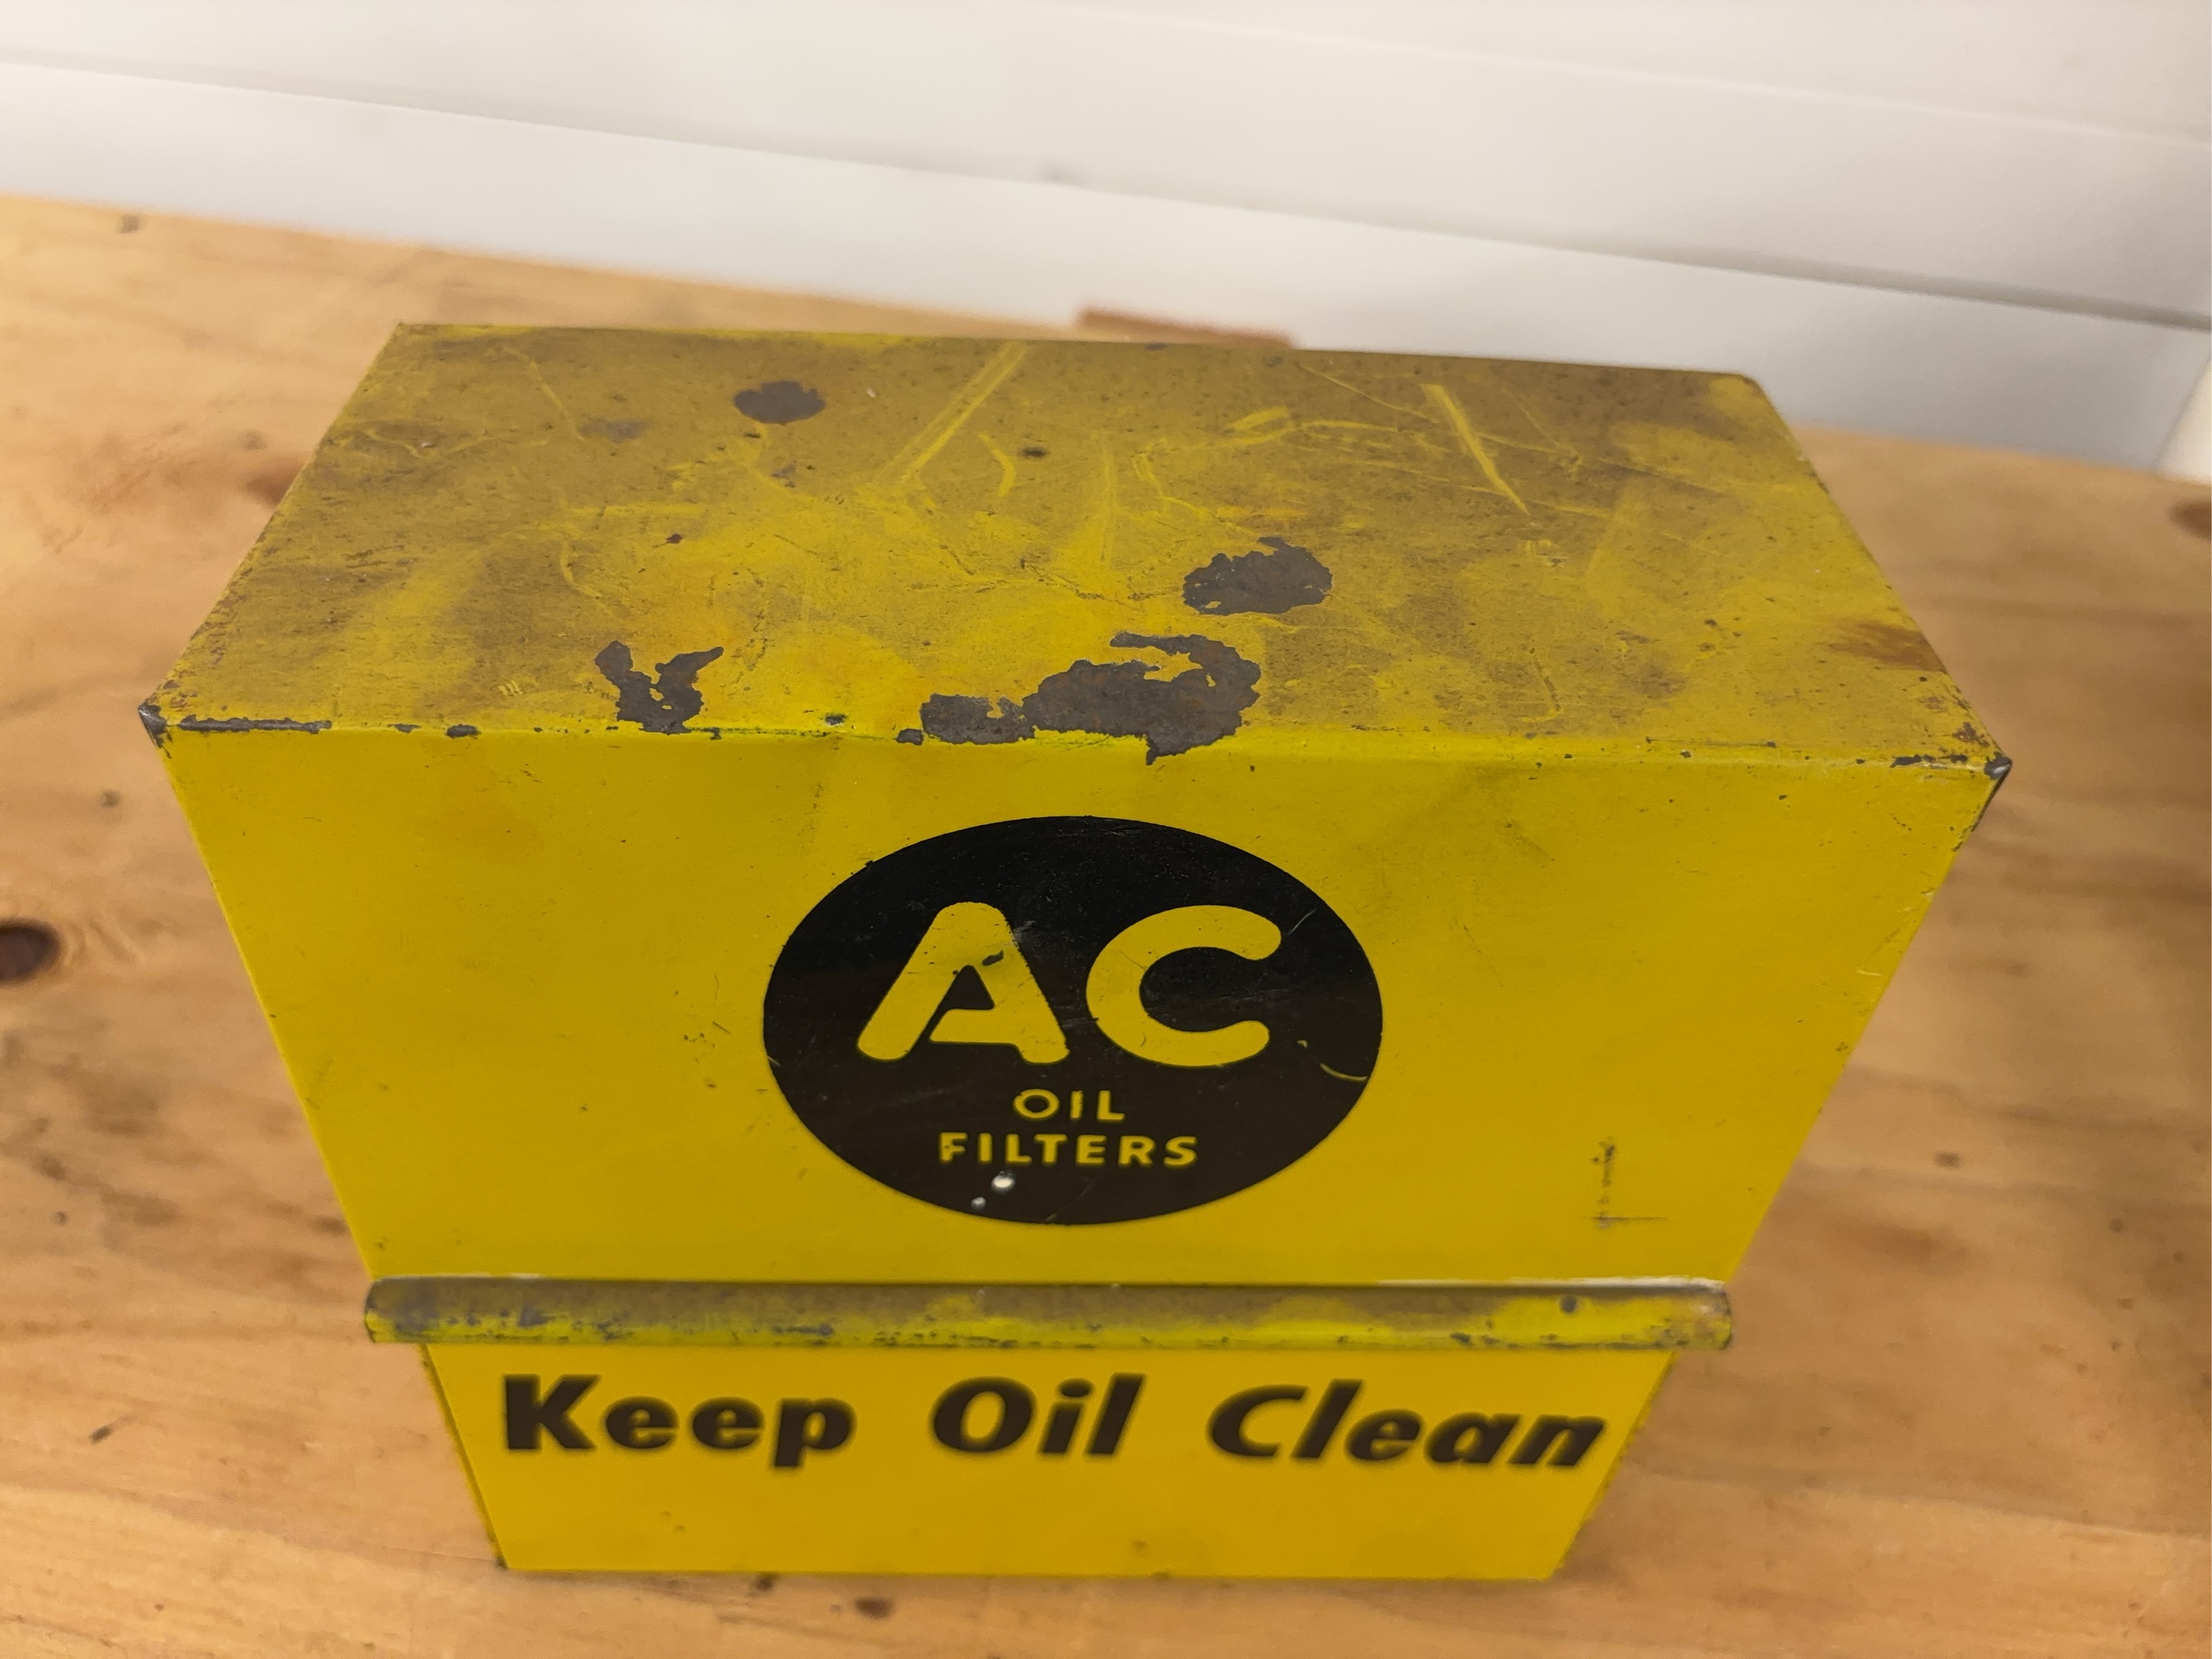 AC
OIL
FILTERS
Keep Oil Clean